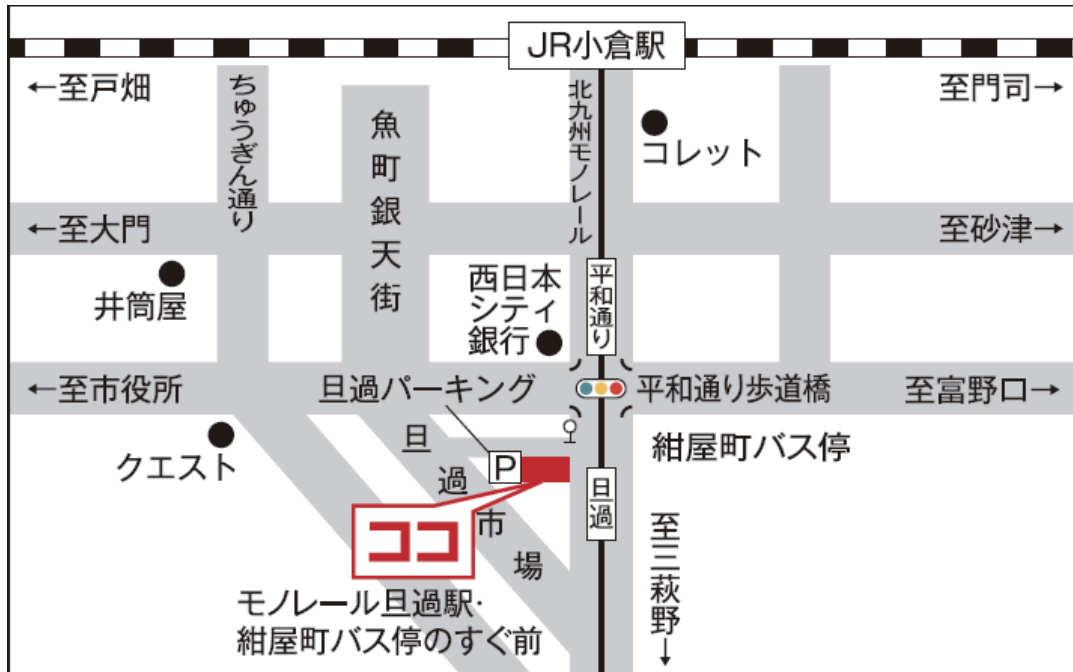 JR小倉駅
←至戸畑
至門司→
ちゅうぎん通り
魚町銀天街
北九州モノレール
コレット
←至大門
至砂津→
井筒屋
西日本
シティ
銀行
平和通り
←至市役所
旦過パーキング
平和通り歩道橋
至富野口→
クエスト
旦過市場
P
紺屋町バス停
旦過
ココ
至三萩野→
モノレール旦過駅·
紺屋町バス停のすぐ前